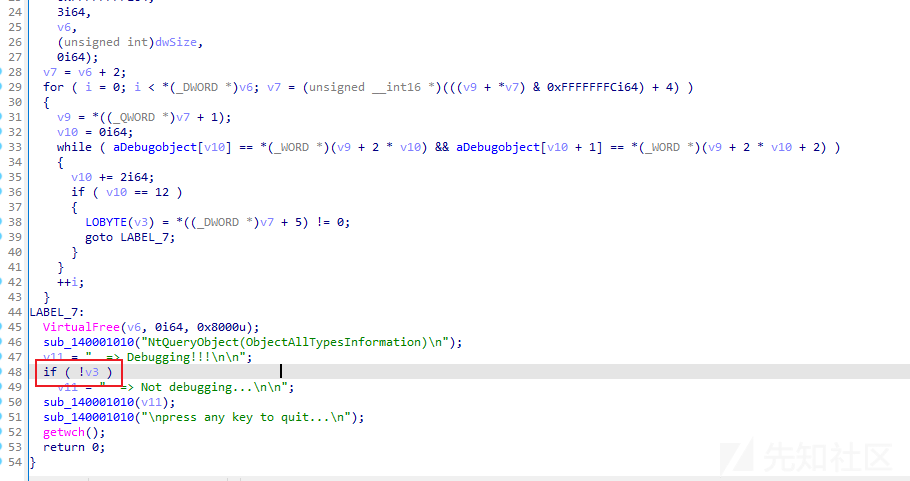 24 3i64,
25 v6,
26 (unsigned int)dwSize,
27 0i64);
28 v7 = v6 + 2;
29 for ( i = 0; i < *(_DWORD *)v6; v7 = (unsigned __int16 *)(((v9 + *v7) & 0xFFFFFFFCi64) + 4) )
30 {
31 v9 = *((_QWORD *)v7 + 1);
32 v10 = 0i64;
33 while ( aDebugobject[v10] == *(_WORD *)(v9 + 2 * v10) && aDebugobject[v10 + 1] == *(_WORD *)(v9 + 2 * v10 + 2) )
34 {
35 v10 += 2i64;
36 if ( v10 == 12 )
37 {
38 LOBYTE(v3) = *((_DWORD *)v7 + 5) != 0;
39 goto LABEL_7;
40 }
41 }
42 ++i;
43 }
44 LABEL_7:
45 VirtualFree(v6, 0i64, 0x8000u);
46 sub_140001010("NtQueryObject(ObjectAllTypesInformation)\n");
47 v11 = " => Debugging!!!\n\n";
48 if ( !v3 )
49 v11 = " => Not debugging...\n\n";
50 sub_140001010(v11);
51 sub_140001010("\npress any key to quit...\n");
52 getwch();
53 return 0;
54 }
先知社区